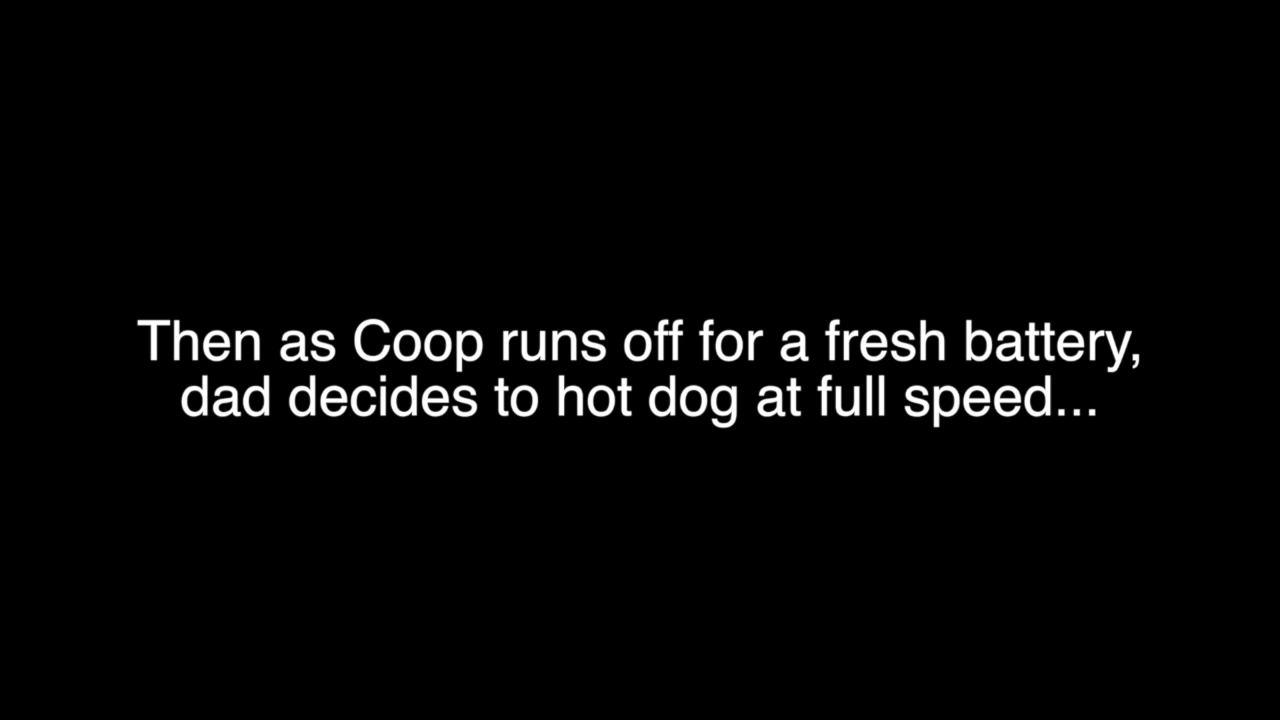 Then as Coop runs off for a fresh battery,
dad decides to hot dog at full speed...